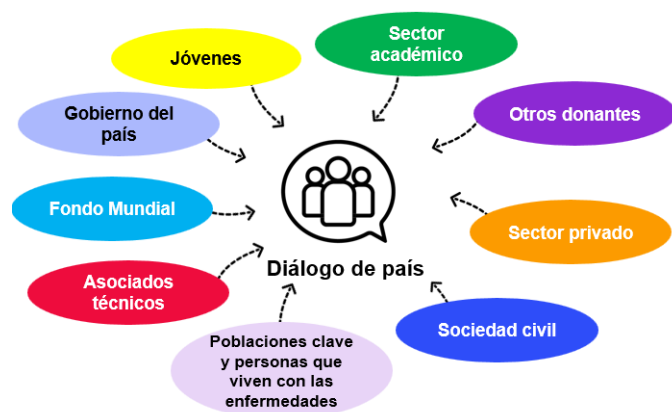 Sector
académico
Jóvenes
Otros donantes
Gobierno del
país
Fondo Mundial
Sector privado
Diálogo de país
Asociados
técnicos
Sociedad civil
Poblaciones clave
y personas que
viven con las
enfermedades